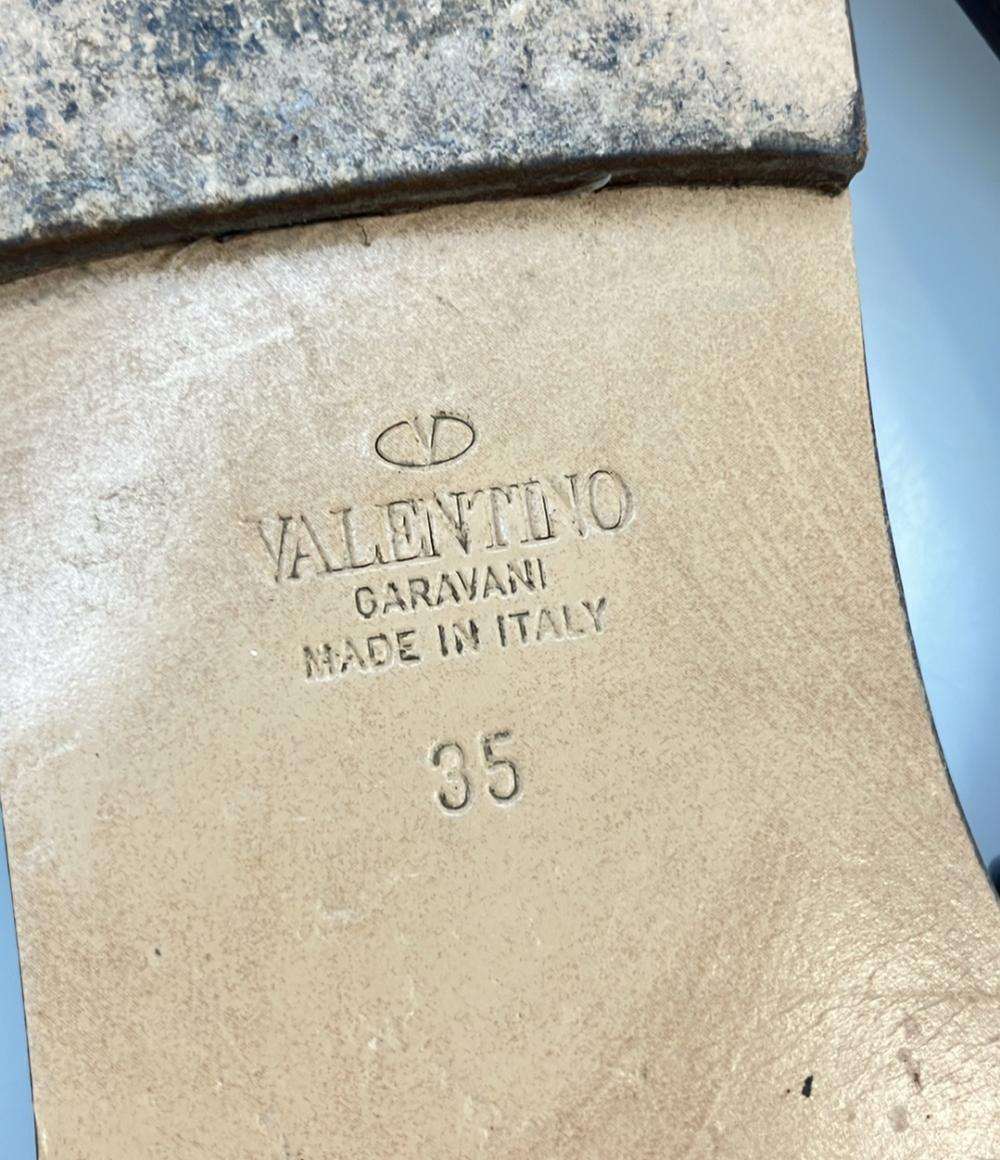 VALENTINO
GARAVANI
MADE IN ITALY
35